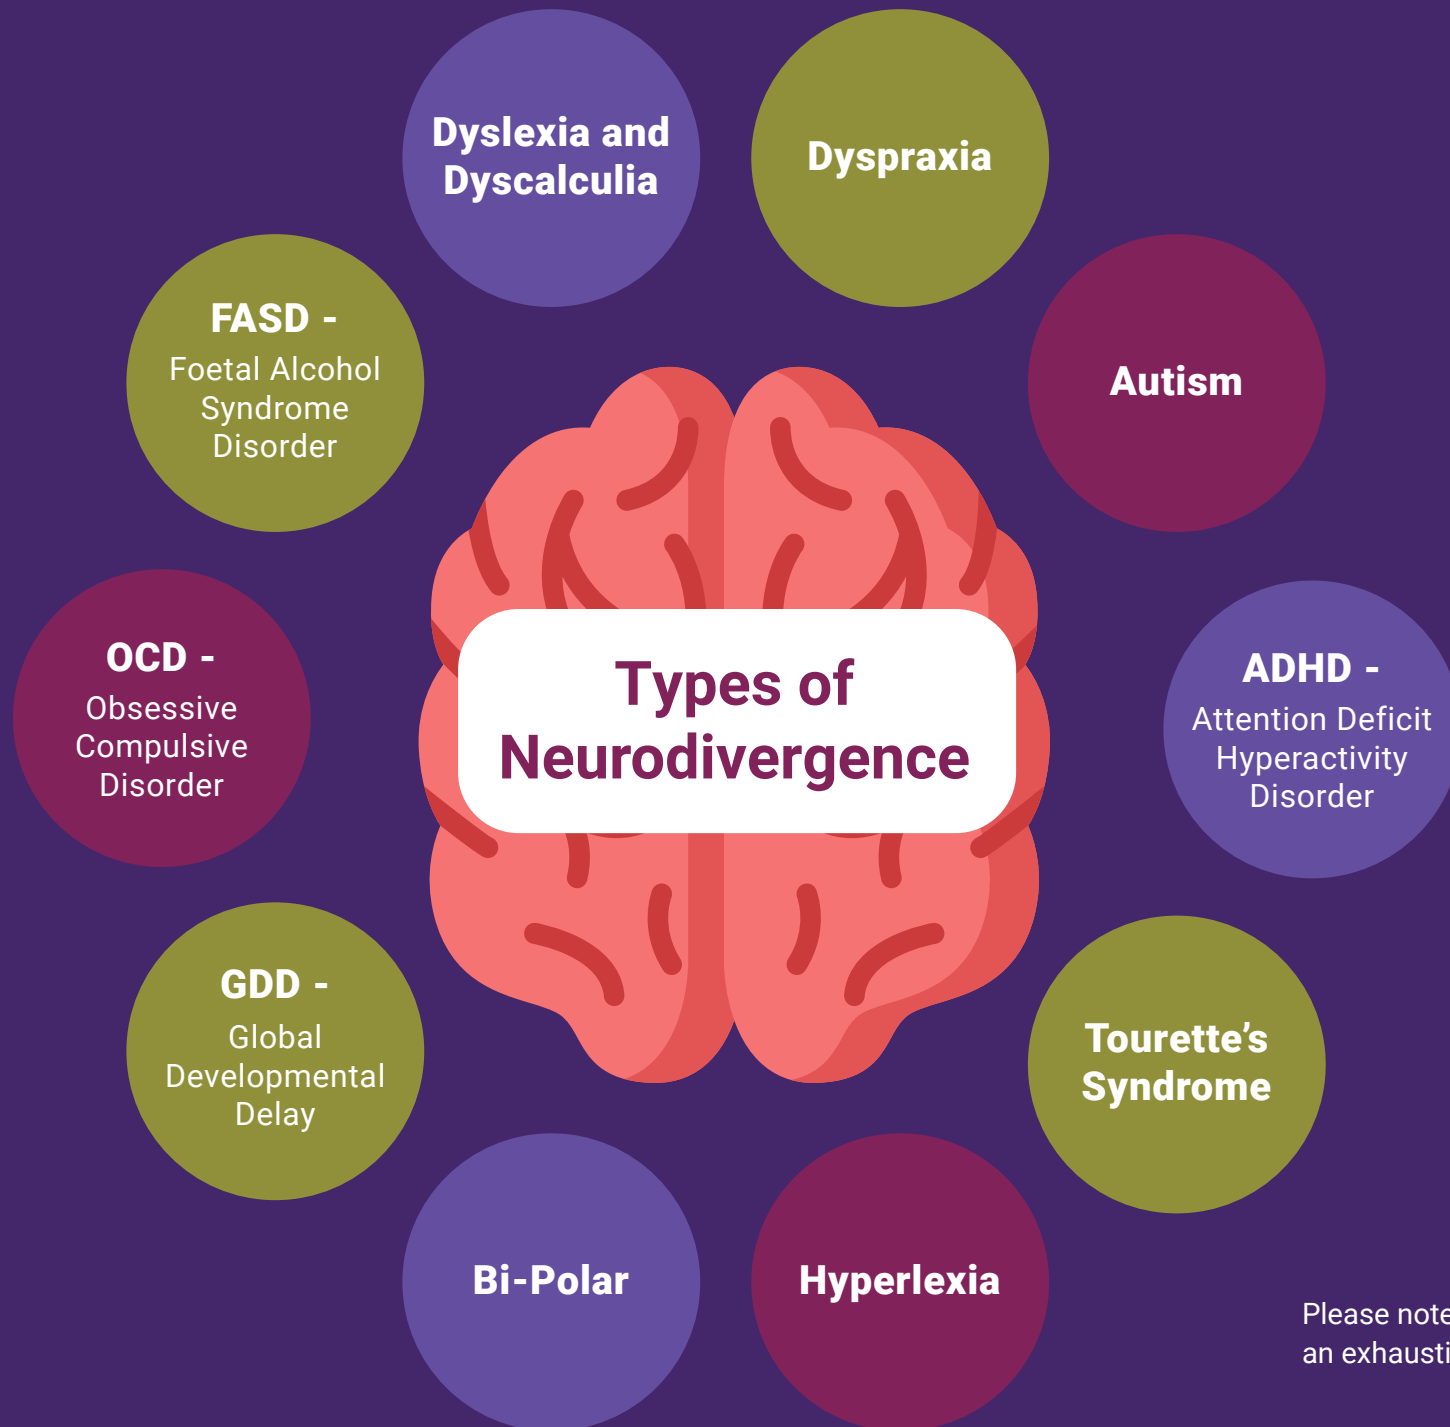 Dyslexia and
Dyscalculia
Dyspraxia
FASD -
Foetal Alcohol
Syndrome
Disorder
Autism
OCD -
Obsessive
Compulsive
Disorder
Types of
Neurodivergence
ADHD -
Attention Deficit
Hyperactivity
Disorder
GDD -
Global
Developmental
Delay
Tourette’s
Syndrome
Bi-Polar
Hyperlexia
Please note
an